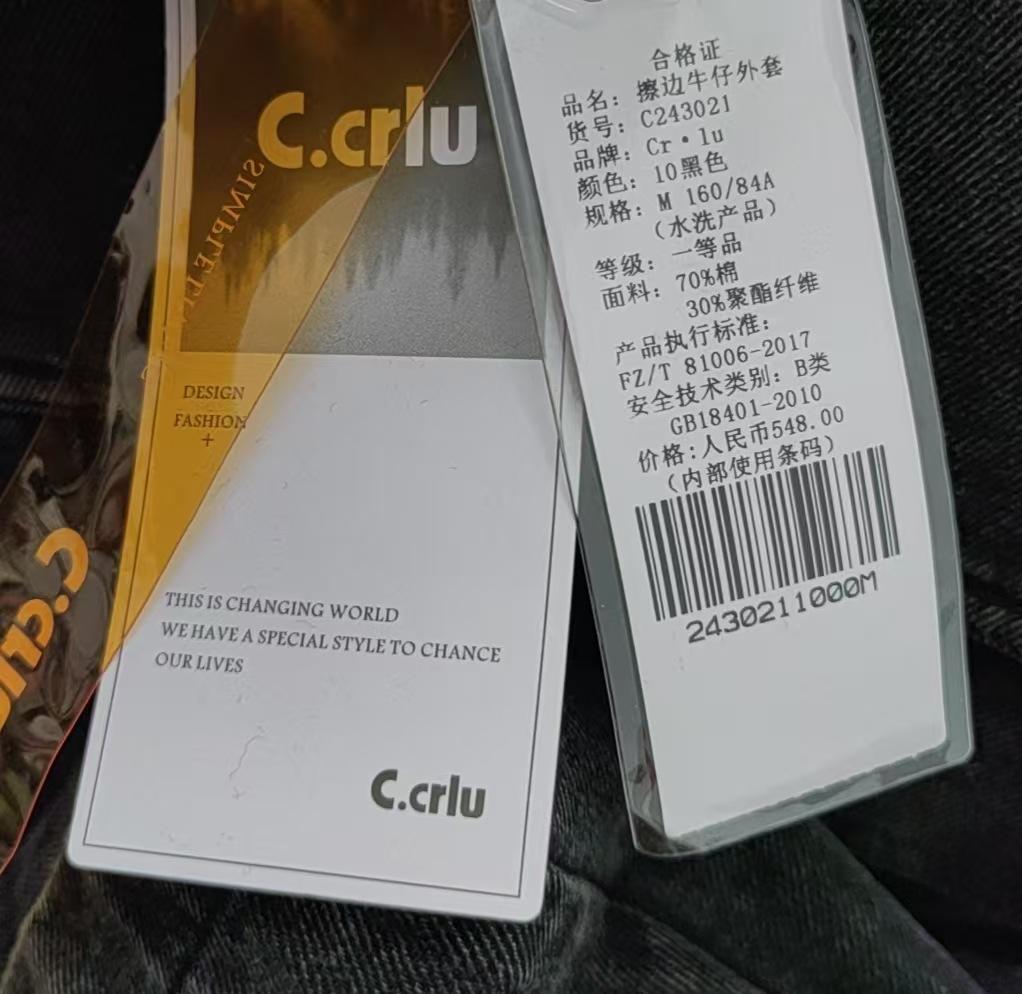 C.crlu
SIMPLE
DESIGN
FASHION
+
THIS IS CHANGING WORLD
WE HAVE A SPECIAL STYLE TO CHANCE
OUR LIVES
C.crlu
合格证
品名：擦边牛仔外套
货号：C243021
品牌：Cr·lu
颜色：10黑色
规格：M 160/84A
（水洗产品）
等级：一等品
面料：70%棉
30%聚酯纤维
产品执行标准：
FZ/T 81006-2017
安全技术类别：B类
GB18401-2010
价格:人民币548.00
（内部使用条码）
2430211000M